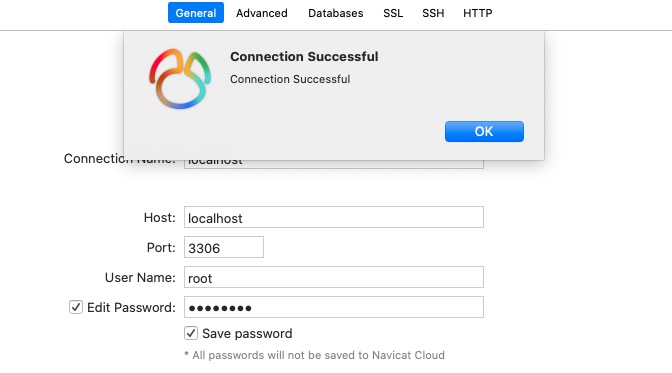 General Advanced Databases SSL SSH HTTP
Connection Successful
Connection Successful
OK
Connection Name: localhost
Host: localhost
Port: 3306
User Name: root
Edit Password: ••••••••
Save password
* All passwords will not be saved to Navicat Cloud